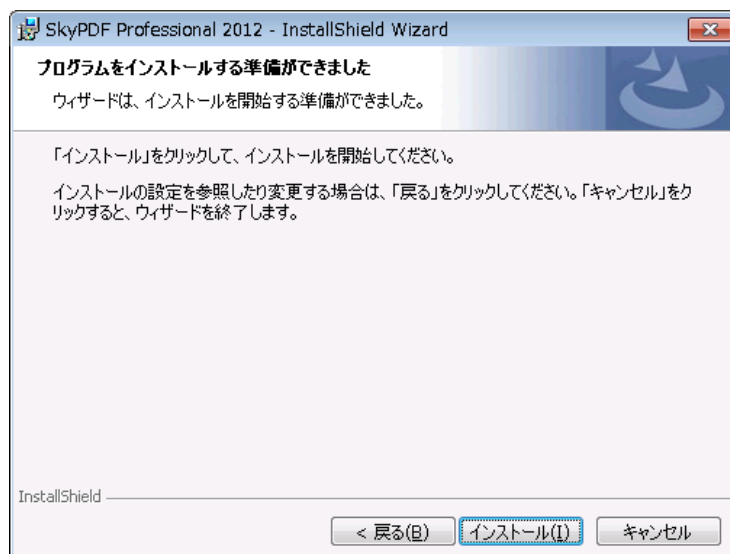 SkyPDF Professional 2012 - InstallShield Wizard
プログラムをインストールする準備ができました
ウィザードは、インストールを開始する準備ができました。
「インストール」をクリックして、インストールを開始してください。
インストールの設定を参照したり変更する場合は、「戻る」をクリックしてください。「キャンセル」をク
リックすると、ウィザードを終了します。
InstallShield
< 戻る(B) インストール(I) キャンセル